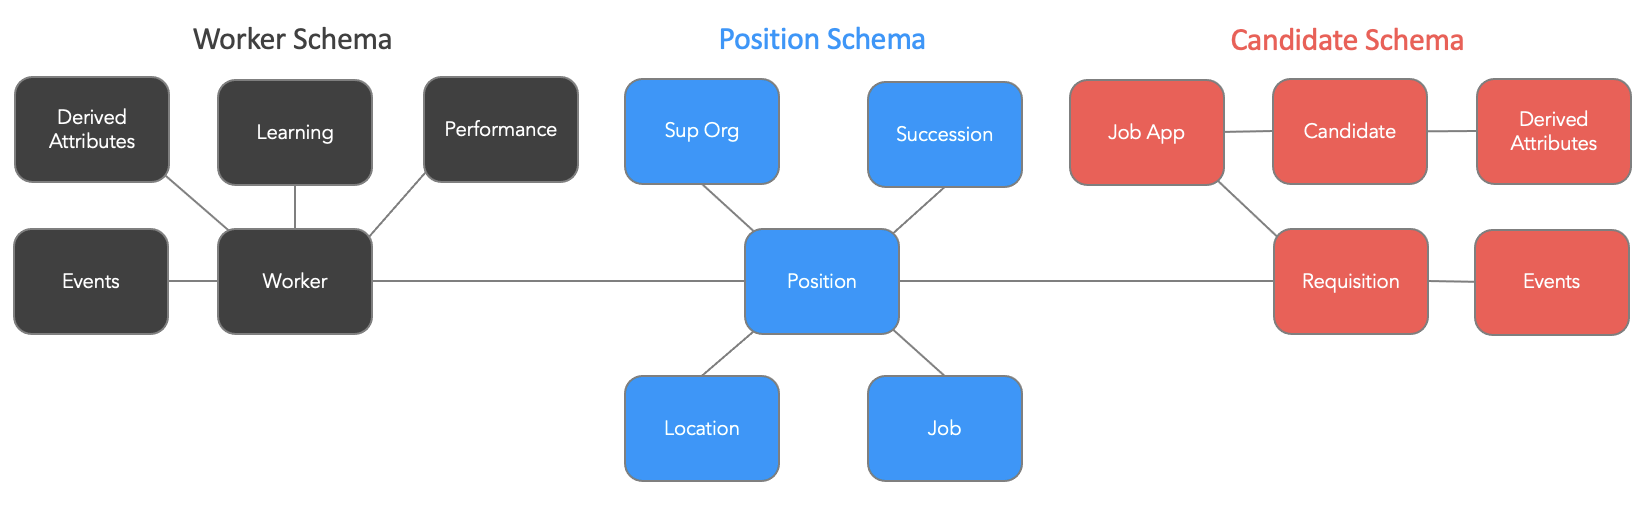 Worker Schema
Position Schema
Candidate Schema
Derived
Attributes
Learning
Performance
Sup Org
Succession
Job App
Candidate
Derived
Attributes
Events
Worker
Position
Requisition
Events
Location
Job